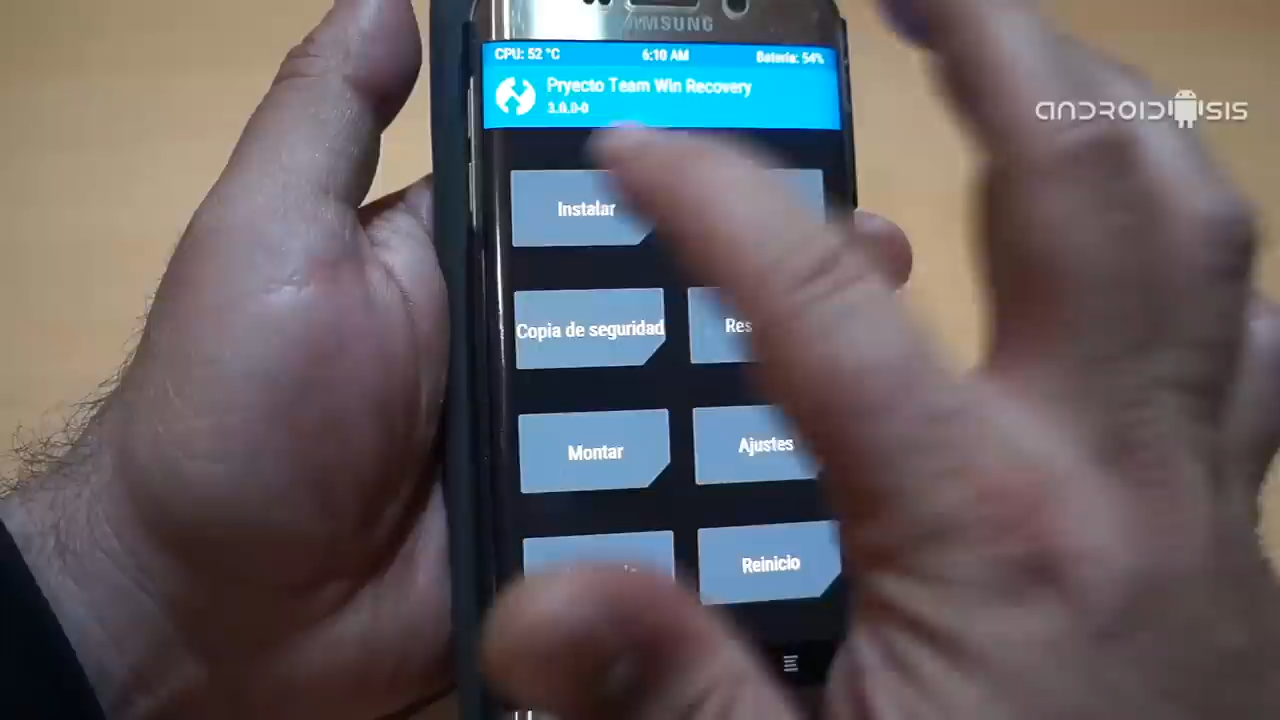 SAMSUNG
CPU: 52 °C 6:10 AM Batería: 54%
Pryecto Team Win Recovery
3.0.0-0
ANDROIDSIS
Instalar
Copia de seguridad Res
Montar Ajustes
Reinicio